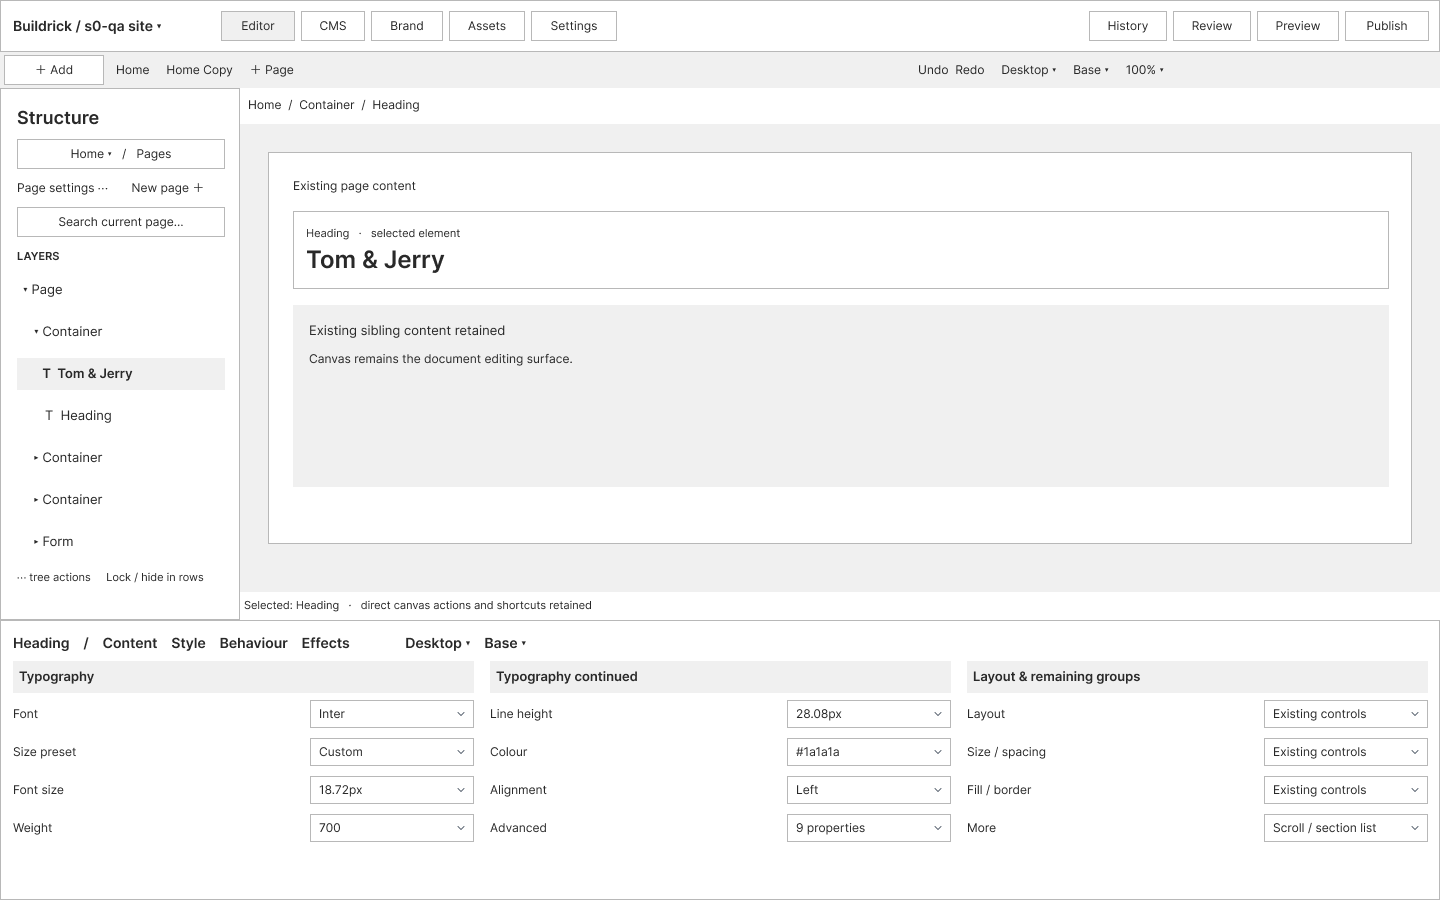 Buildrick / s0-qa site ▾
Editor
CMS
Brand
Assets
Settings
History
Review
Preview
Publish
+ Add
Home
Home Copy
+ Page
Undo
Redo
Desktop ▾
Base ▾
100% ▾
Structure
Home ▾ / Pages
Page settings ···
New page +
Search current page...
LAYERS
▾ Page
▾ Container
T Tom & Jerry
T Heading
▸ Container
▸ Container
▸ Form
··· tree actions
Lock / hide in rows
Home / Container / Heading
Existing page content
Heading · selected element
Tom & Jerry
Existing sibling content retained
Canvas remains the document editing surface.
Selected: Heading · direct canvas actions and shortcuts retained
Heading / Content Style Behaviour Effects
Desktop ▾
Base ▾
Typography
Font
Inter
Size preset
Custom
Font size
18.72px
Weight
700
Typography continued
Line height
28.08px
Colour
#1a1a1a
Alignment
Left
Advanced
9 properties
Layout & remaining groups
Layout
Existing controls
Size / spacing
Existing controls
Fill / border
Existing controls
More
Scroll / section list